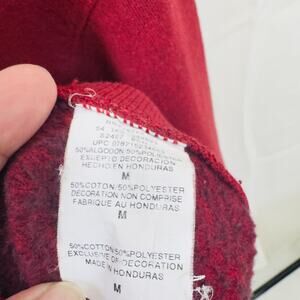 50%ALGODON/50%POLYESTER
EXCEPTO DECORACION
HECHO EN HONDURAS
M
50%COTON/50%POLYESTER
DECORATION NON COMPRISE
FABRIQUE AU HONDURAS
M
50%COTTON/50%POLYESTER
EXCLUSIVE OF DECORATION
MADE IN HONDURAS
M